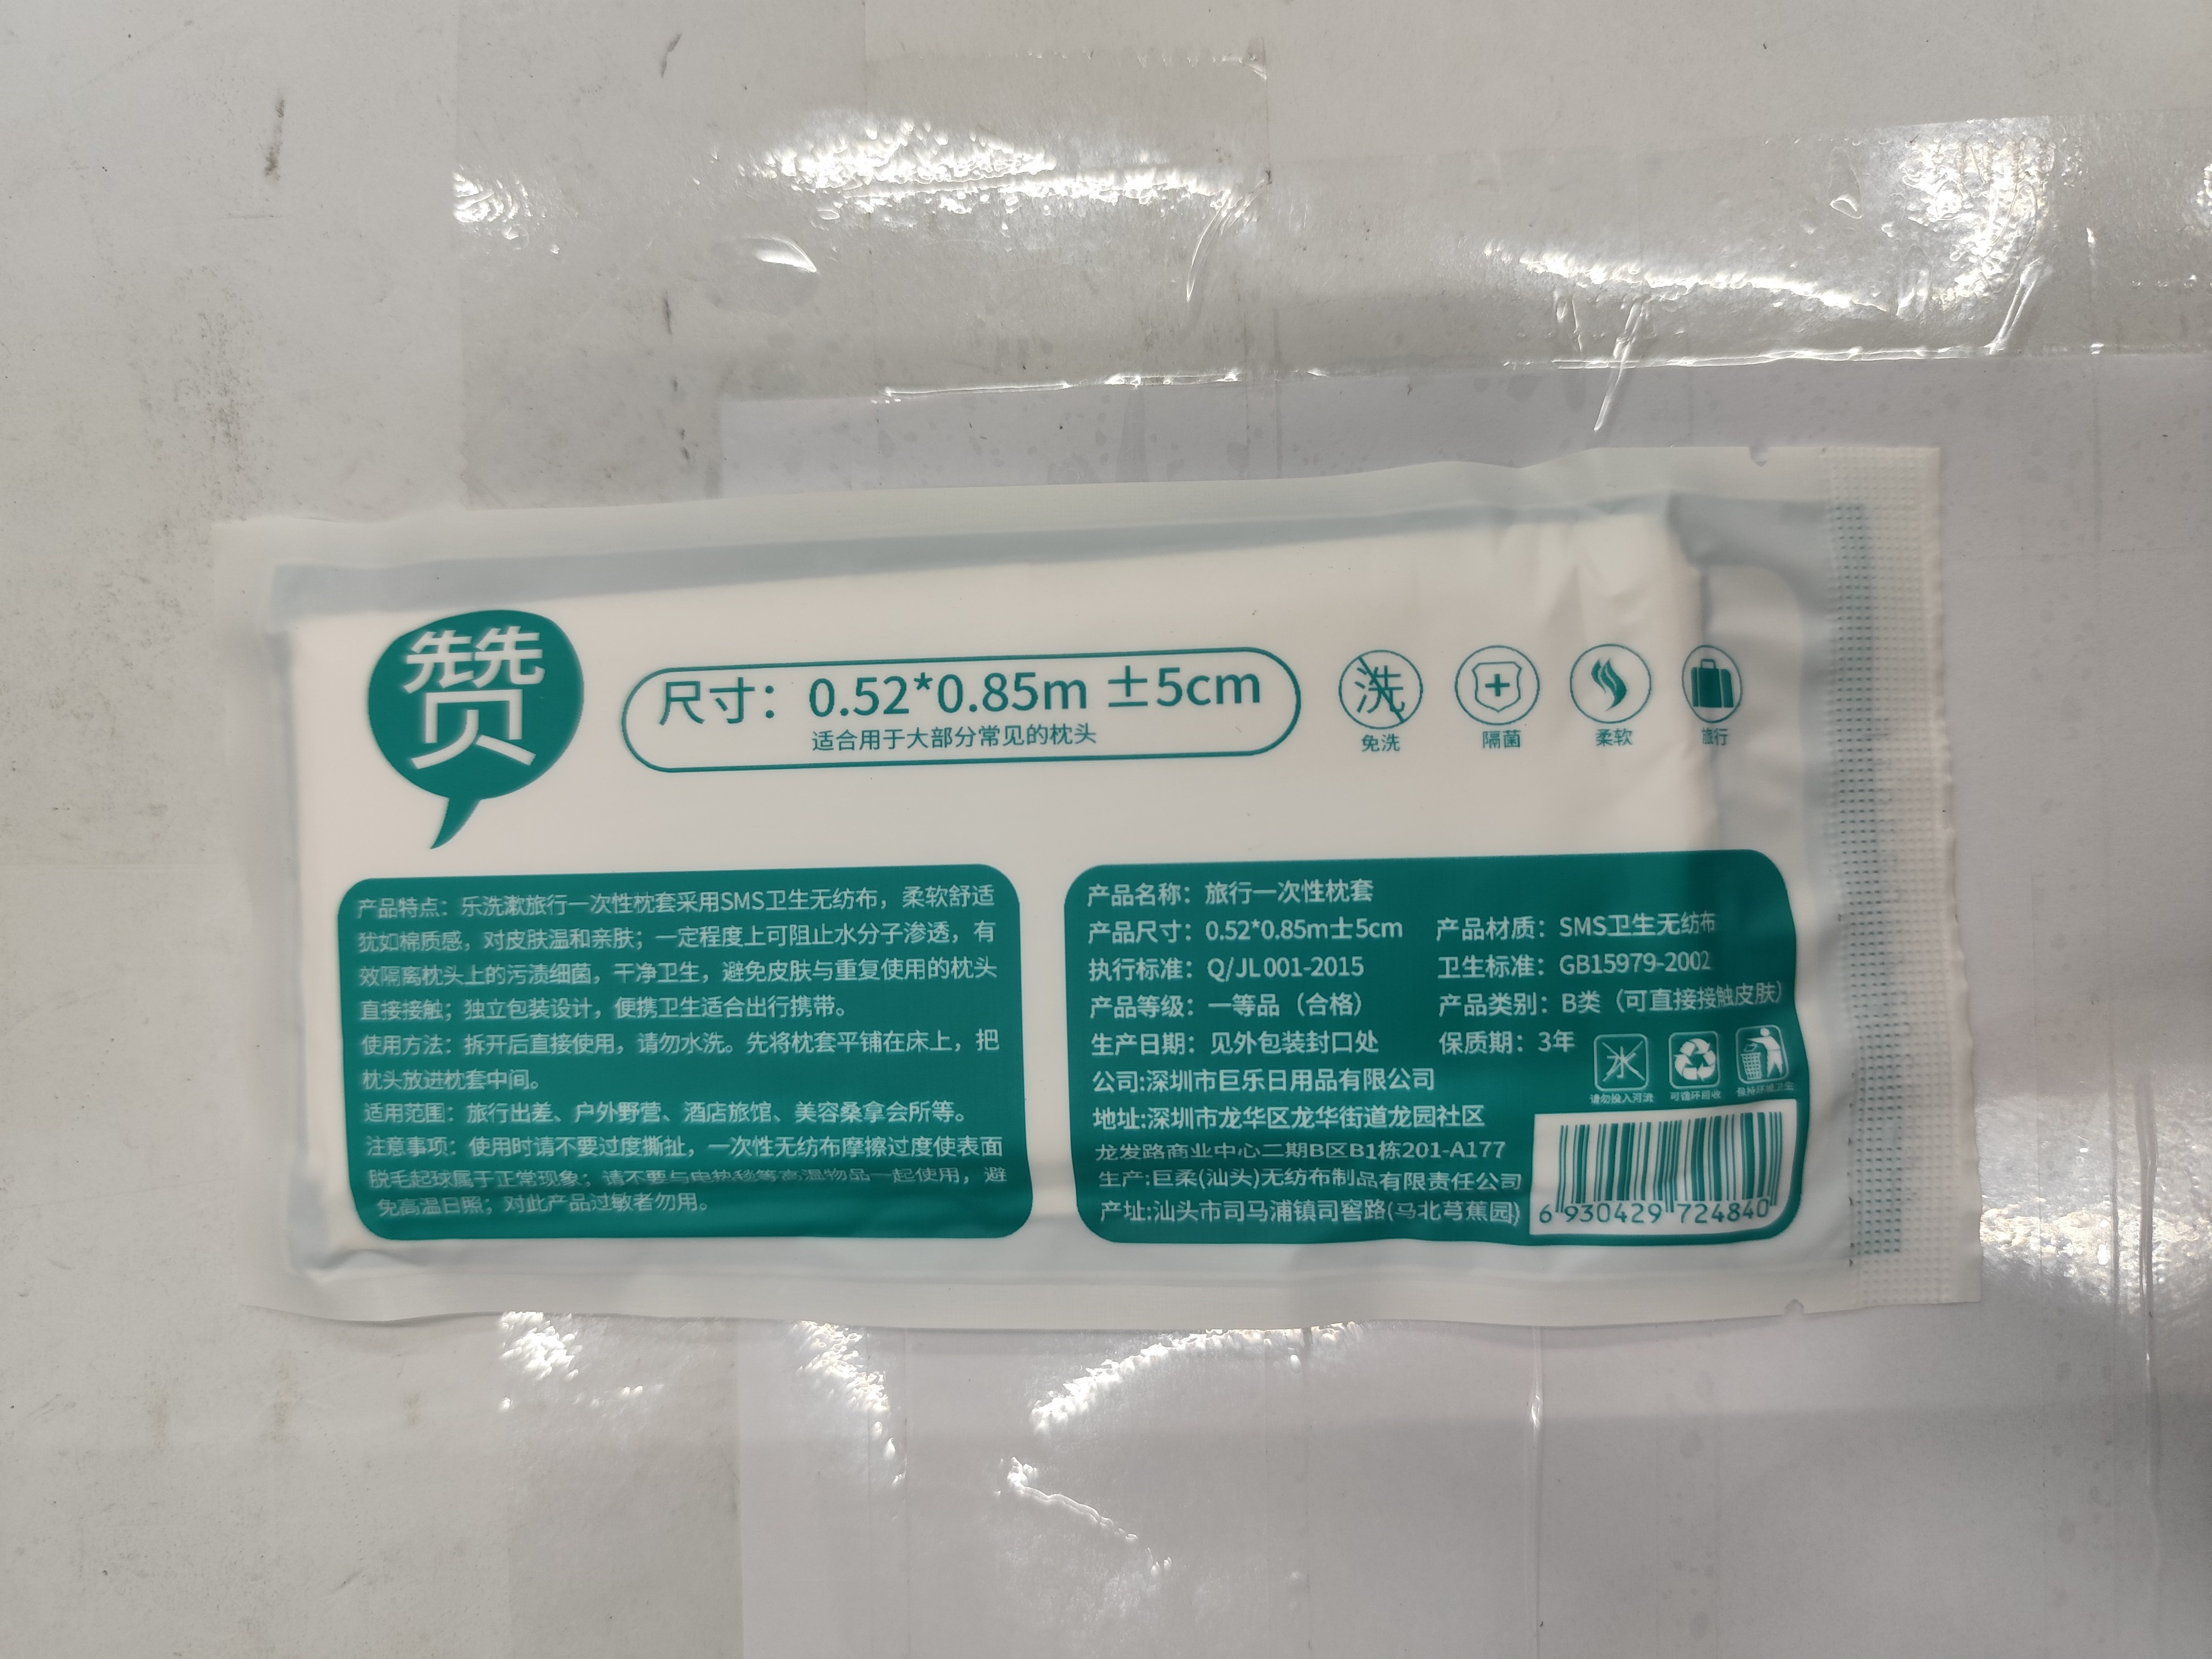 赞
尺寸：0.52*0.85m ±5cm
适合用于大部分常见的枕头
洗
免洗
隔菌
柔软
旅行
产品特点：乐洗漱旅行一次性枕套采用SMS卫生无纺布，柔软舒适
犹如棉质感，对皮肤温和亲肤；一定程度上可阻止水分子渗透，有
效隔离枕头上的污渍细菌，干净卫生，避免皮肤与重复使用的枕头
直接接触；独立包装设计，便携卫生适合出行携带。
使用方法：拆开后直接使用，请勿水洗。先将枕套平铺在床上，把
枕头放进枕套中间。
适用范围：旅行出差、户外野营、酒店旅馆、美容桑拿会所等。
注意事项：使用时请不要过度撕扯，一次性无纺布摩擦过度使表面
脱毛起球属于正常现象；请不要与电热毯等高温物品一起使用，避
免高温日照；对此产品过敏者勿用。
产品名称：旅行一次性枕套
产品尺寸：0.52*0.85m±5cm 产品材质：SMS卫生无纺布
执行标准：Q/JL001-2015 卫生标准：GB15979-2002
产品等级：一等品（合格） 产品类别：B类（可直接接触皮肤）
生产日期：见外包装封口处 保质期：3年
水
请勿投入河流 可循环回收 保持环境卫生
公司:深圳市巨乐日用品有限公司
地址:深圳市龙华区龙华街道龙园社区
龙发路商业中心二期B区B1栋201-A177
生产:巨柔(汕头)无纺布制品有限责任公司
产址:汕头市司马浦镇司窖路(马北芎蕉园)
6 930429 724840